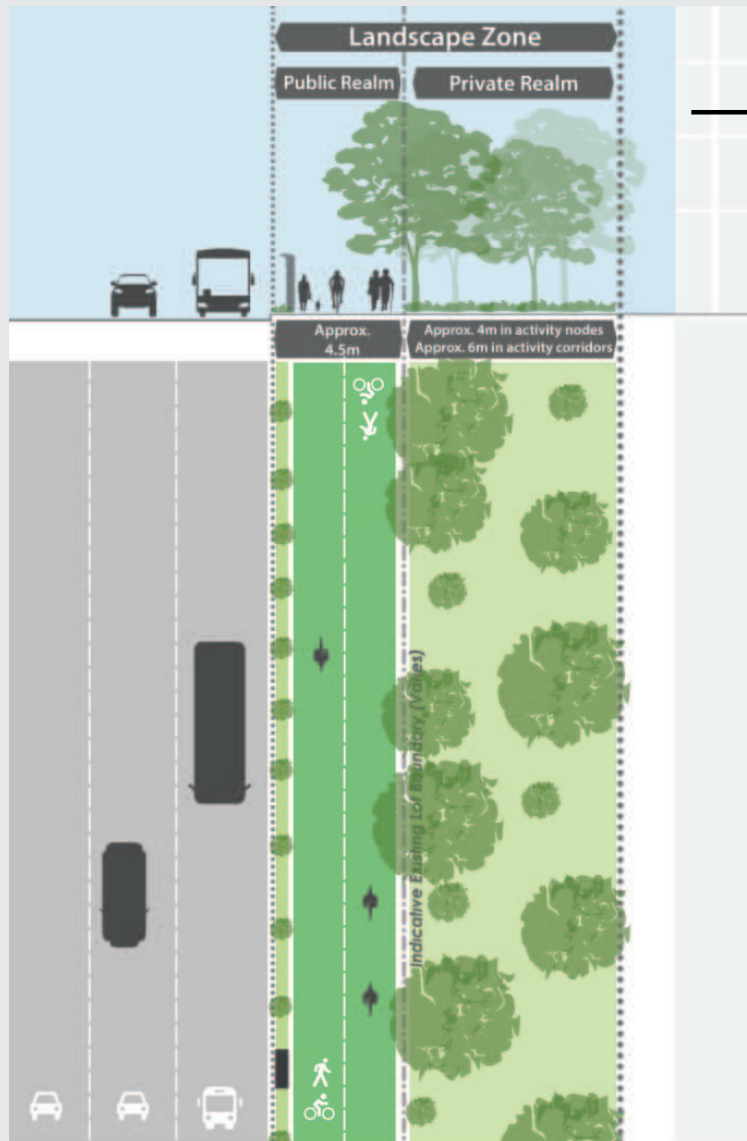 Landscape Zone
Public Realm
Private Realm
Approx.
4.5m
Approx. 4m in activity nodes
Approx. 6m in activity corridors
Indicative Existing Lot Boundary (Varies)